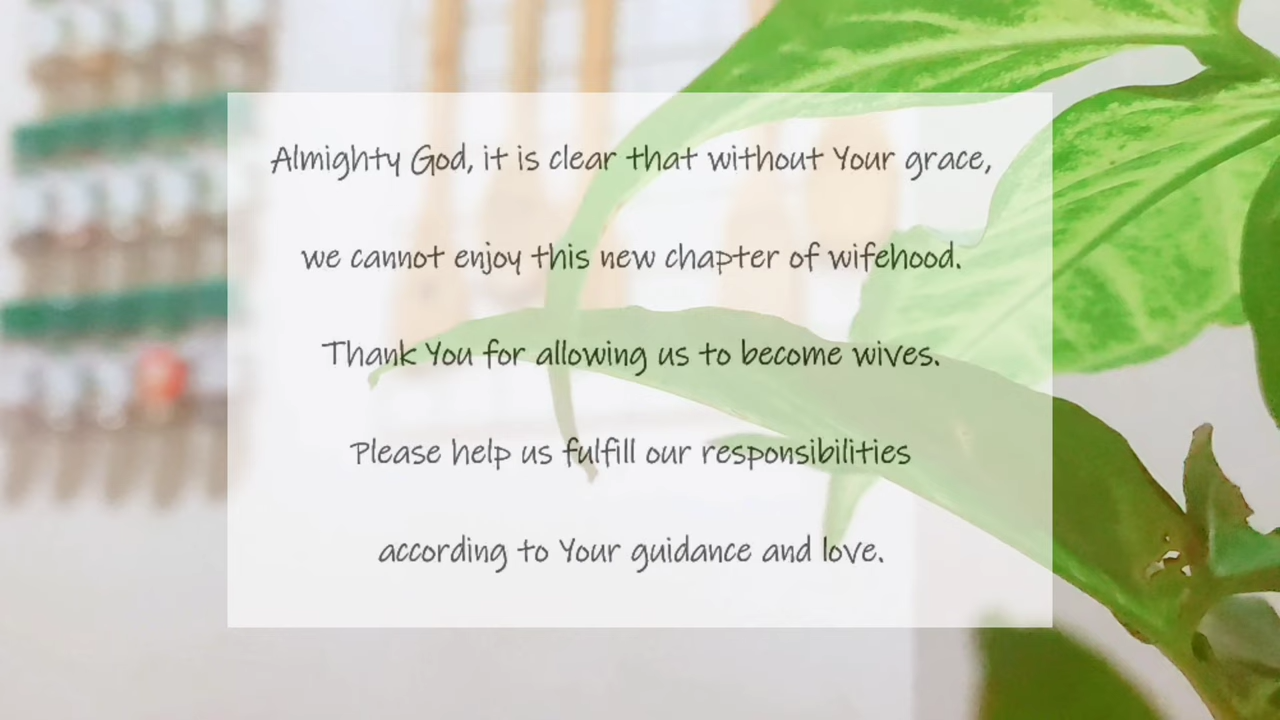 Almighty God, it is clear that without Your grace,
we cannot enjoy this new chapter of wifehood.
Thank You for allowing us to become wives.
Please help us fulfill our responsibilities
according to Your guidance and love.